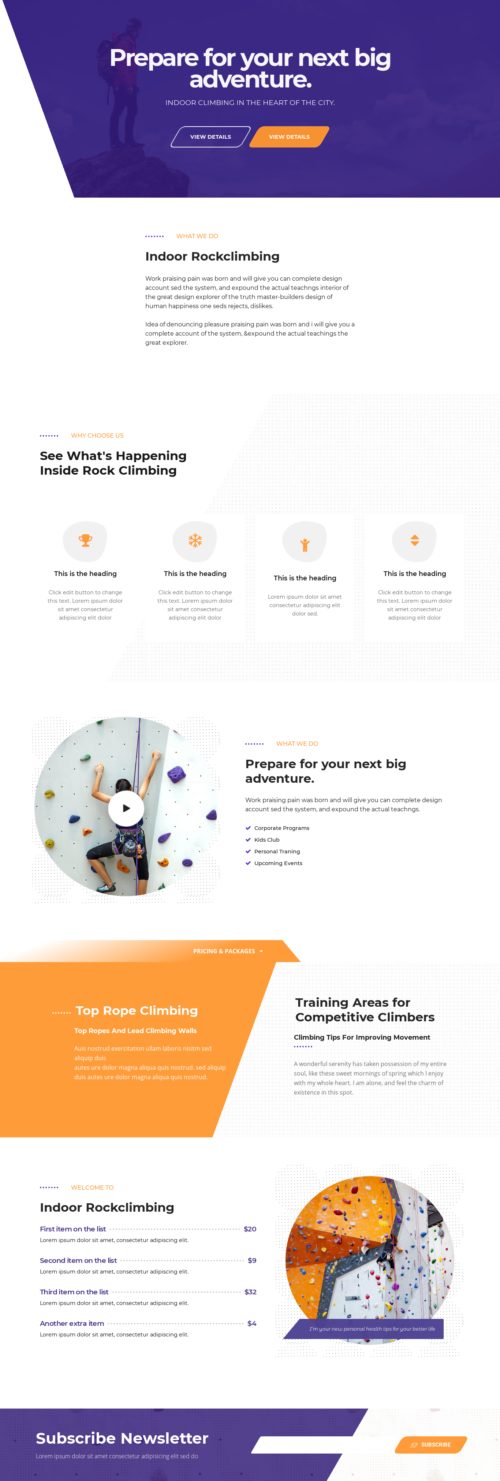 Prepare for your next big
adventure.
INDOOR CLIMBING IN THE HEART OF THE CITY.
VIEW DETAILS
VIEW DETAILS
WHAT WE DO
Indoor Rockclimbing
Work praising pain was born and will give you can complete design
account sed the system, and expound the actual teachngs interior of
the great design explorer of the truth master-builders design of
human happiness one seds rejects, dislikes.
Idea of denouncing pleasure praising pain was born and i will give you a
complete account of the system, &expound the actual teachings the
great explorer.
WHY CHOOSE US
See What's Happening
Inside Rock Climbing
This is the heading
Click edit button to change
this text. Lorem ipsum dolor
sit amet consectetur
adipiscing elit dolor
This is the heading
Click edit button to change
this text. Lorem ipsum dolor
sit amet consectetur
adipiscing elit dolor
This is the heading
Lorem ipsum dolor sit amet
consectetur adipiscing elit
dolor sed.
This is the heading
Click edit button to change
this text. Lorem ipsum dolor
sit amet consectetur
adipiscing elit dolor
WHAT WE DO
Prepare for your next big
adventure.
Work praising pain was born and will give you can complete design
account sed the system, and expound the actual teachngs.
Corporate Programs
Kids Club
Personal Traning
Upcoming Events
PRICING & PACKAGES
Top Rope Climbing
Top Ropes And Lead Climbing Walls
Auis nostrud exercitation ullam laboris nisitm sed
aliquip duis
autes ure dolor magna aliqua quis nostrud, sed aliquip
duis autes ure dolor magna aliqua quis nostrud.
Training Areas for
Competitive Climbers
Climbing Tips For Improving Movement
A wonderful serenity has taken possession of my entire
soul, like these sweet mornings of spring which I enjoy
with my whole heart. I am alone, and feel the charm of
existence in this spot.
WELCOME TO
Indoor Rockclimbing
First item on the list $20
Lorem ipsum dolor sit amet, consectetur adipiscing elit.
Second item on the list $9
Lorem ipsum dolor sit amet, consectetur adipiscing elit.
Third item on the list $32
Lorem ipsum dolor sit amet, consectetur adipiscing elit.
Another extra item $4
Lorem ipsum dolor sit amet, consectetur adipiscing elit.
I'm your new personal health tips for your better life
Subscribe Newsletter
Lorem ipsum dolor sit amet consectetur adipiscing elit sed do
SUBSCRIBE